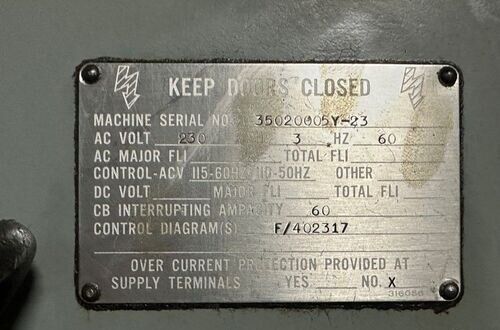 KEEP DOORS CLOSED
MACHINE SERIAL NO. 35020005Y-23
AC VOLT 230 3 HZ 60
AC MAJOR FLI TOTAL FLI
CONTROL-ACV 115-60HZ 110-50HZ OTHER
DC VOLT MAJOR FLI TOTAL FLI
CB INTERRUPTING AMPACITY 60
CONTROL DIAGRAM(S) F/402317
OVER CURRENT PROTECTION PROVIDED AT
SUPPLY TERMINALS YES NO. X